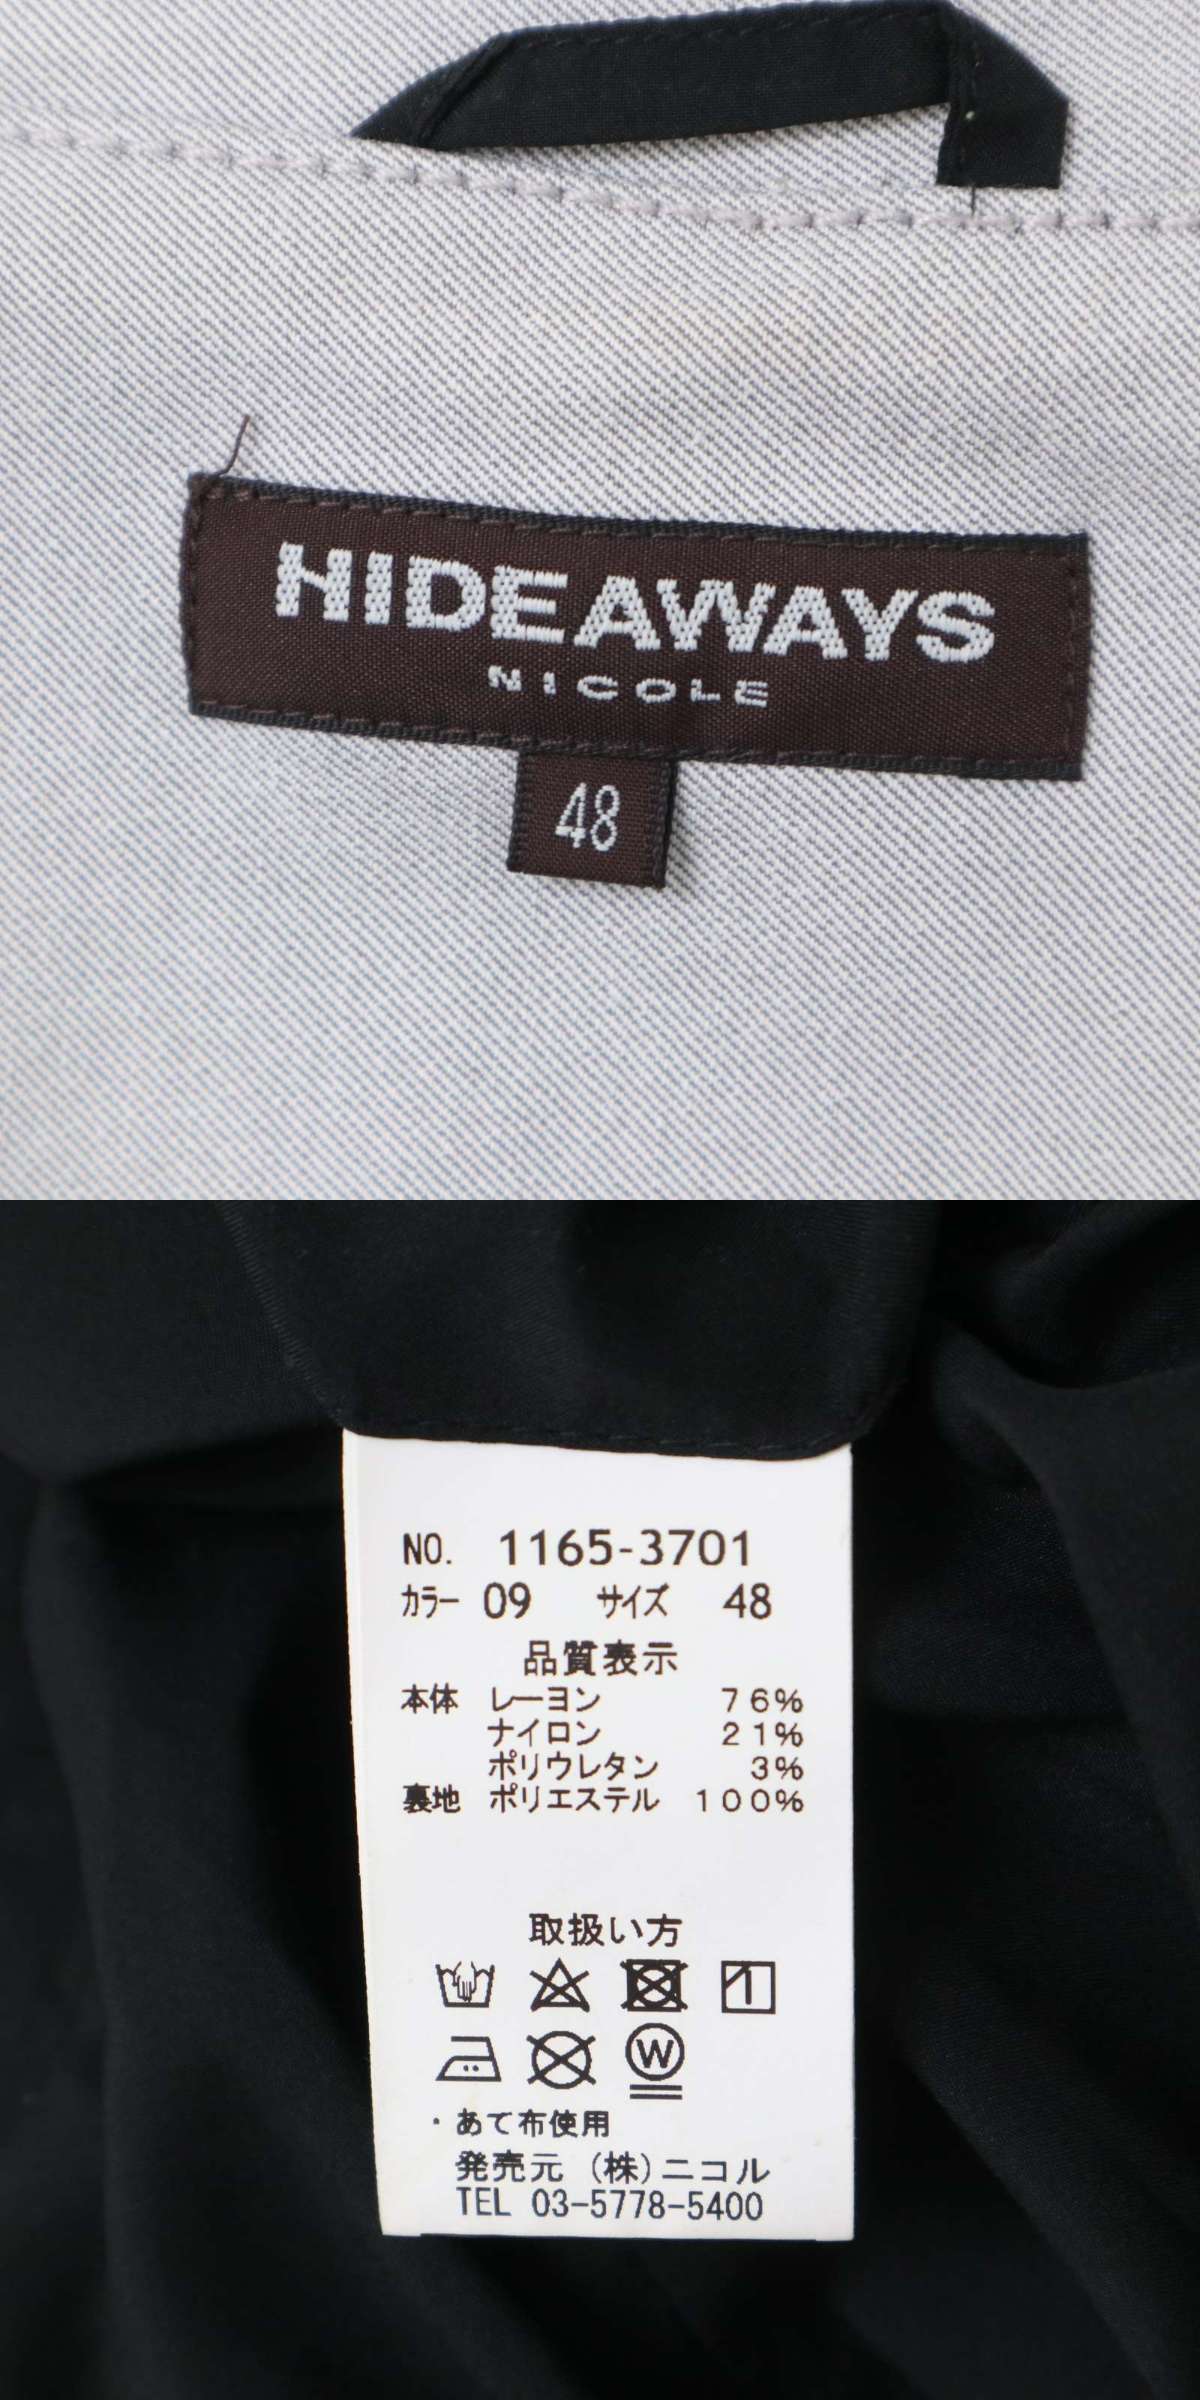 HIDEAWAYS
NICOLE
48
NO. 1165-3701
カラー 09 サイズ 48
品質表示
本体 レーヨン 76%
ナイロン 21%
ポリウレタン 3%
裏地 ポリエステル 100%
取扱い方
W
・あて布使用
発売元 (株)ニコル
TEL 03-5778-5400